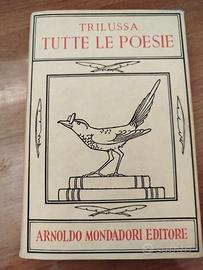 TRILUSSA
TUTTE LE POESIE
ARNOLDO MONDADORI EDITORE